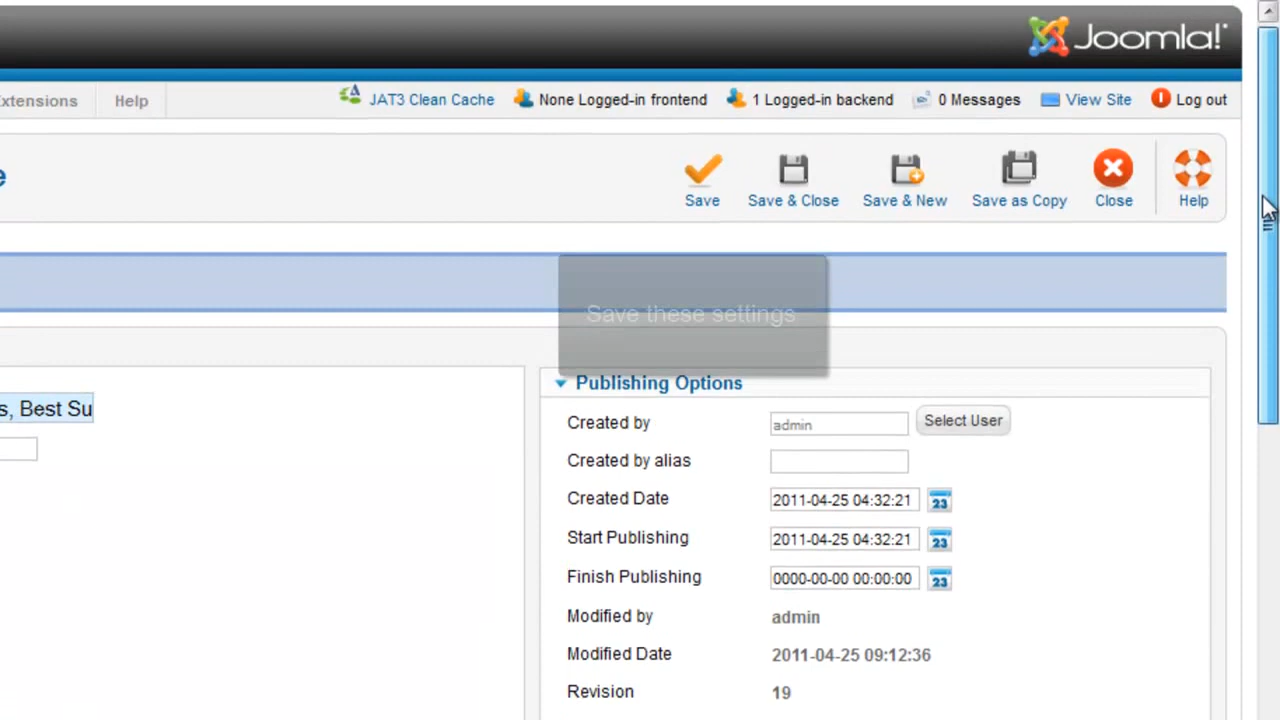 Joomla!
Extensions Help JAT3 Clean Cache None Logged-in frontend 1 Logged-in backend 0 Messages View Site Log out
e Save Save & Close Save & New Save as Copy Close Help
Save these settings
Publishing Options
s, Best Su
Created by admin Select User
Created by alias
Created Date 2011-04-25 04:32:21 23
Start Publishing 2011-04-25 04:32:21 23
Finish Publishing 0000-00-00 00:00:00 23
Modified by admin
Modified Date 2011-04-25 09:12:36
Revision 19